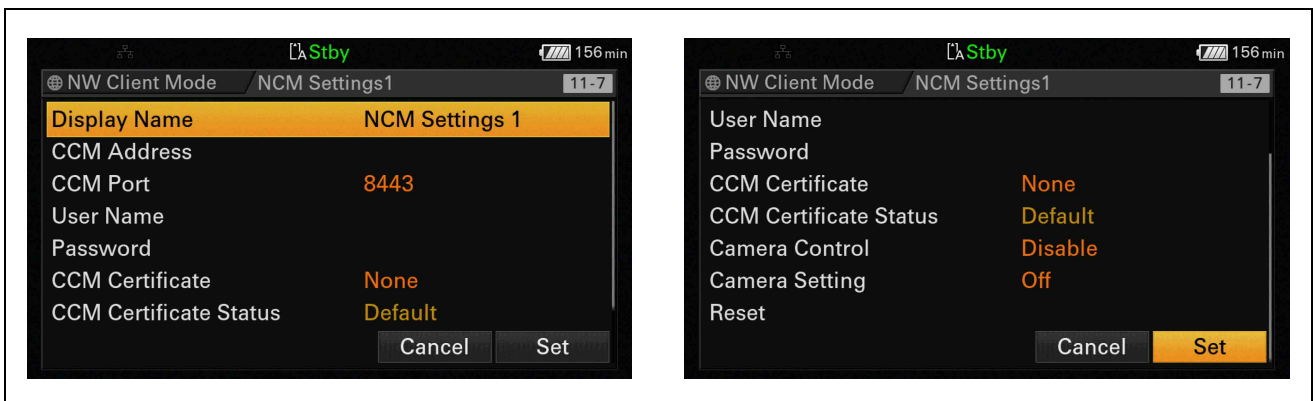 Stby
156 min
NW Client Mode NCM Settings1 11-7
Display Name NCM Settings 1
CCM Address
CCM Port 8443
User Name
Password
CCM Certificate None
CCM Certificate Status Default
Cancel Set
Stby
156 min
NW Client Mode NCM Settings1 11-7
User Name
Password
CCM Certificate None
CCM Certificate Status Default
Camera Control Disable
Camera Setting Off
Reset
Cancel Set